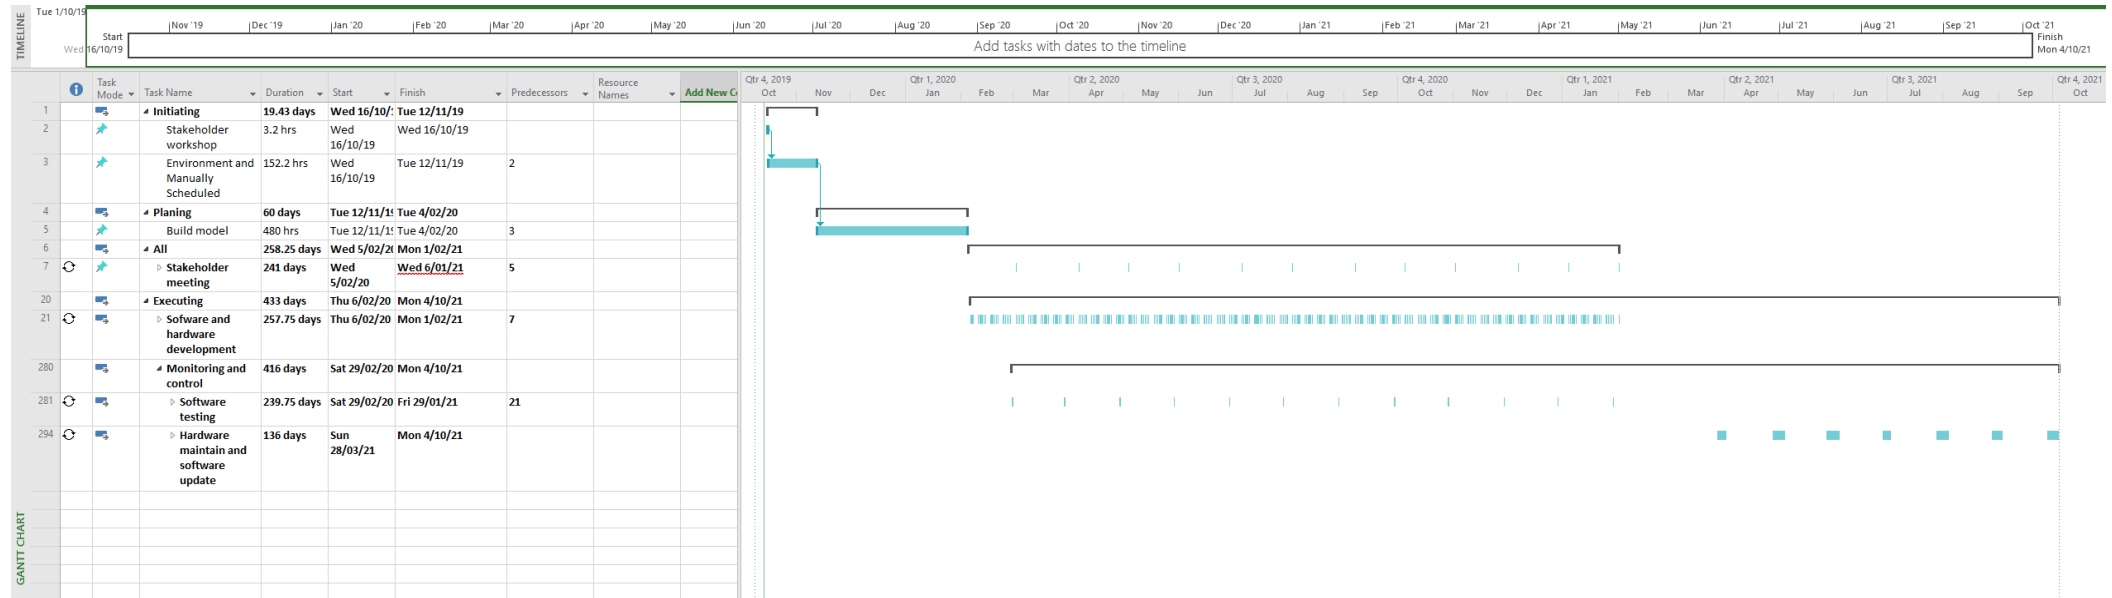 TIMELINE
Tue 1/10/19
Nov '19 Dec '19 Jan '20 Feb '20 Mar '20 Apr '20 May '20 Jun '20 Jul '20 Aug '20 Sep '20 Oct '20 Nov '20 Dec '20 Jan '21 Feb '21 Mar '21 Apr '21 May '21 Jun '21 Jul '21 Aug '21 Sep '21 Oct '21
Start
Wed 16/10/19
Add tasks with dates to the timeline
Finish
Mon 4/10/21
Task Mode Task Name Duration Start Finish Predecessors Resource Names Add New C
Qtr 4, 2019 Qtr 1, 2020 Qtr 2, 2020 Qtr 3, 2020 Qtr 4, 2020 Qtr 1, 2021 Qtr 2, 2021 Qtr 3, 2021 Qtr 4, 2021
Oct Nov Dec Jan Feb Mar Apr May Jun Jul Aug Sep Oct Nov Dec Jan Feb Mar Apr May Jun Jul Aug Sep Oct
1 Initiating 19.43 days Wed 16/10/ Tue 12/11/19
2 Stakeholder workshop 3.2 hrs Wed 16/10/19 Wed 16/10/19
3 Environment and Manually Scheduled 152.2 hrs Wed 16/10/19 Tue 12/11/19 2
4 Planing 60 days Tue 12/11/19 Tue 4/02/20
5 Build model 480 hrs Tue 12/11/19 Tue 4/02/20 3
6 All 258.25 days Wed 5/02/20 Mon 1/02/21
7 Stakeholder meeting 241 days Wed 5/02/20 Wed 6/01/21 5
20 Executing 433 days Thu 6/02/20 Mon 4/10/21
21 Sofware and hardware development 257.75 days Thu 6/02/20 Mon 1/02/21 7
280 Monitoring and control 416 days Sat 29/02/20 Mon 4/10/21
281 Software testing 239.75 days Sat 29/02/20 Fri 29/01/21 21
294 Hardware maintain and software update 136 days Sun 28/03/21 Mon 4/10/21
GANTT CHART